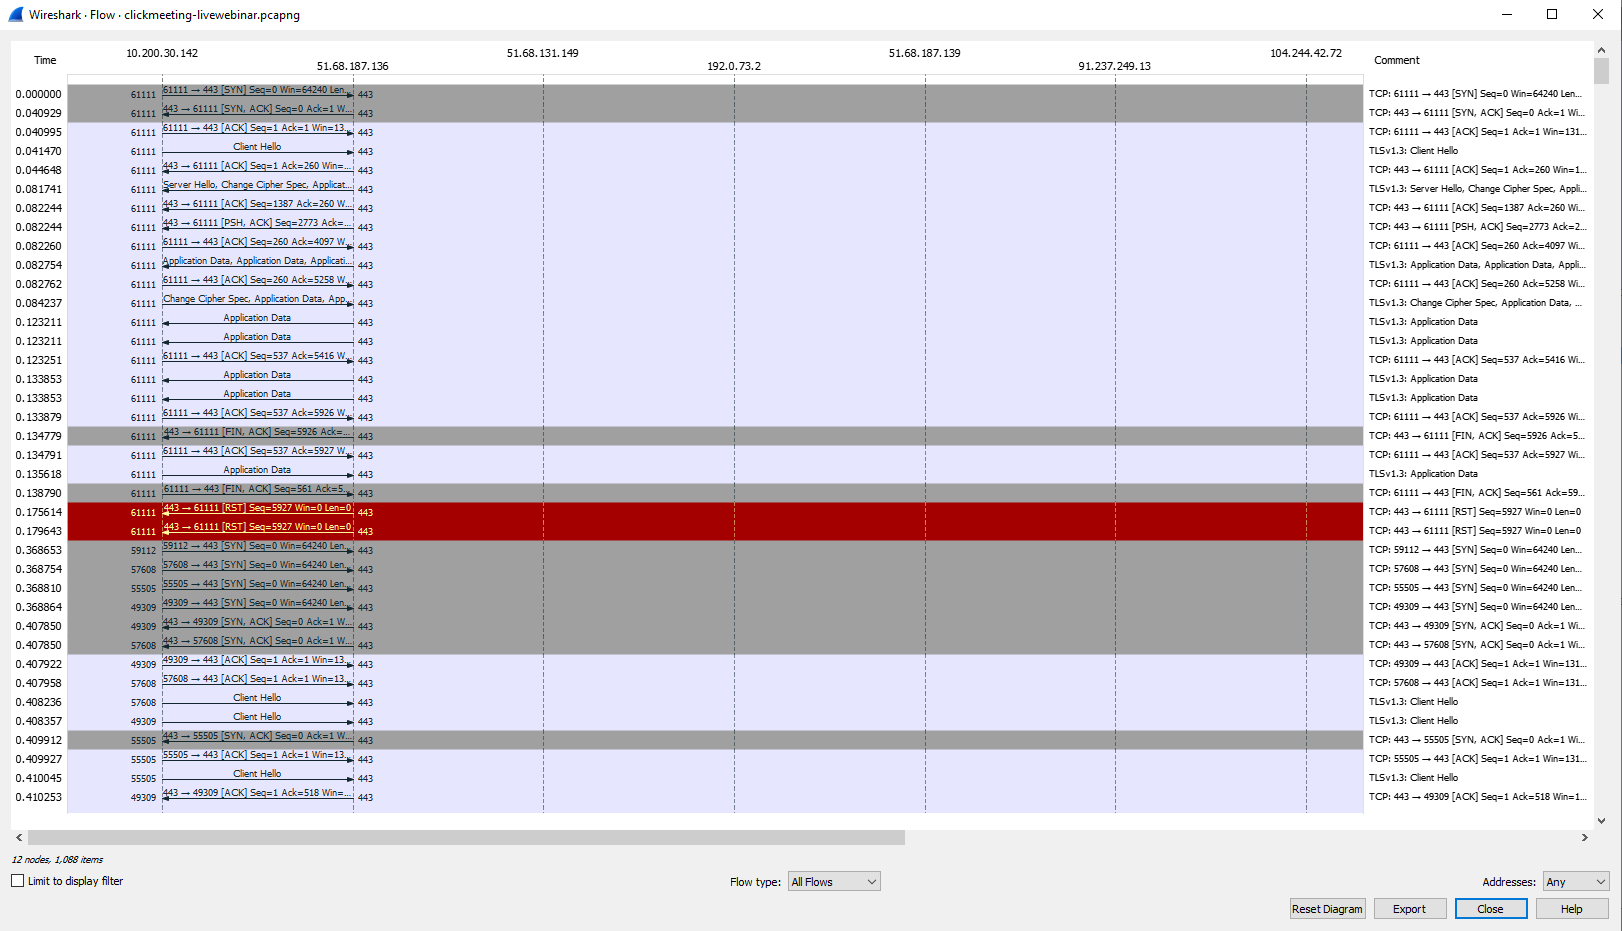 Wireshark · Flow · clickmeeting-livewebinar.pcapng
Time 10.200.30.142 51.68.187.136 51.68.131.149 192.0.73.2 51.68.187.139 91.237.249.13 104.244.42.72 Comment
0.000000 61111 61111 → 443 [SYN] Seq=0 Win=64240 Len... 443 TCP: 61111 → 443 [SYN] Seq=0 Win=64240 Len...
0.040929 61111 443 → 61111 [SYN, ACK] Seq=0 Ack=1 W... 443 TCP: 443 → 61111 [SYN, ACK] Seq=0 Ack=1 Wi...
0.040995 61111 61111 → 443 [ACK] Seq=1 Ack=1 Win=13... 443 TCP: 61111 → 443 [ACK] Seq=1 Ack=1 Win=131...
0.041470 61111 Client Hello 443 TLSv1.3: Client Hello
0.044648 61111 443 → 61111 [ACK] Seq=1 Ack=260 Win=... 443 TCP: 443 → 61111 [ACK] Seq=1 Ack=260 Win=1...
0.081741 61111 Server Hello, Change Cipher Spec, Applicat... 443 TLSv1.3: Server Hello, Change Cipher Spec, Appli...
0.082244 61111 443 → 61111 [ACK] Seq=1387 Ack=260 W... 443 TCP: 443 → 61111 [ACK] Seq=1387 Ack=260 Wi...
0.082244 61111 443 → 61111 [PSH, ACK] Seq=2773 Ack=... 443 TCP: 443 → 61111 [PSH, ACK] Seq=2773 Ack=2...
0.082260 61111 61111 → 443 [ACK] Seq=260 Ack=4097 W... 443 TCP: 61111 → 443 [ACK] Seq=260 Ack=4097 Wi...
0.082754 61111 Application Data, Application Data, Applicati... 443 TLSv1.3: Application Data, Application Data, Appli...
0.082762 61111 61111 → 443 [ACK] Seq=260 Ack=5258 W... 443 TCP: 61111 → 443 [ACK] Seq=260 Ack=5258 Wi...
0.084237 61111 Change Cipher Spec, Application Data, App... 443 TLSv1.3: Change Cipher Spec, Application Data, ...
0.123211 61111 Application Data 443 TLSv1.3: Application Data
0.123211 61111 Application Data 443 TLSv1.3: Application Data
0.123251 61111 61111 → 443 [ACK] Seq=537 Ack=5416 W... 443 TCP: 61111 → 443 [ACK] Seq=537 Ack=5416 Wi...
0.133853 61111 Application Data 443 TLSv1.3: Application Data
0.133853 61111 Application Data 443 TLSv1.3: Application Data
0.133879 61111 61111 → 443 [ACK] Seq=537 Ack=5926 W... 443 TCP: 61111 → 443 [ACK] Seq=537 Ack=5926 Wi...
0.134779 61111 443 → 61111 [FIN, ACK] Seq=5926 Ack=... 443 TCP: 443 → 61111 [FIN, ACK] Seq=5926 Ack=5...
0.134791 61111 61111 → 443 [ACK] Seq=537 Ack=5927 W... 443 TCP: 61111 → 443 [ACK] Seq=537 Ack=5927 Wi...
0.135618 61111 Application Data 443 TLSv1.3: Application Data
0.138790 61111 61111 → 443 [FIN, ACK] Seq=561 Ack=5... 443 TCP: 61111 → 443 [FIN, ACK] Seq=561 Ack=59...
0.175614 61111 443 → 61111 [RST] Seq=5927 Win=0 Len=0 443 TCP: 443 → 61111 [RST] Seq=5927 Win=0 Len=0
0.179643 61111 443 → 61111 [RST] Seq=5927 Win=0 Len=0 443 TCP: 443 → 61111 [RST] Seq=5927 Win=0 Len=0
0.368653 59112 59112 → 443 [SYN] Seq=0 Win=64240 Len... 443 TCP: 59112 → 443 [SYN] Seq=0 Win=64240 Len...
0.368754 57608 57608 → 443 [SYN] Seq=0 Win=64240 Len... 443 TCP: 57608 → 443 [SYN] Seq=0 Win=64240 Len...
0.368810 55505 55505 → 443 [SYN] Seq=0 Win=64240 Len... 443 TCP: 55505 → 443 [SYN] Seq=0 Win=64240 Len...
0.368864 49309 49309 → 443 [SYN] Seq=0 Win=64240 Len... 443 TCP: 49309 → 443 [SYN] Seq=0 Win=64240 Len...
0.407850 49309 443 → 49309 [SYN, ACK] Seq=0 Ack=1 W... 443 TCP: 443 → 49309 [SYN, ACK] Seq=0 Ack=1 Wi...
0.407850 57608 443 → 57608 [SYN, ACK] Seq=0 Ack=1 W... 443 TCP: 443 → 57608 [SYN, ACK] Seq=0 Ack=1 Wi...
0.407922 49309 49309 → 443 [ACK] Seq=1 Ack=1 Win=13... 443 TCP: 49309 → 443 [ACK] Seq=1 Ack=1 Win=131...
0.407958 57608 57608 → 443 [ACK] Seq=1 Ack=1 Win=13... 443 TCP: 57608 → 443 [ACK] Seq=1 Ack=1 Win=131...
0.408236 57608 Client Hello 443 TLSv1.3: Client Hello
0.408357 49309 Client Hello 443 TLSv1.3: Client Hello
0.409912 55505 443 → 55505 [SYN, ACK] Seq=0 Ack=1 W... 443 TCP: 443 → 55505 [SYN, ACK] Seq=0 Ack=1 Wi...
0.409927 55505 55505 → 443 [ACK] Seq=1 Ack=1 Win=13... 443 TCP: 55505 → 443 [ACK] Seq=1 Ack=1 Win=131...
0.410045 55505 Client Hello 443 TLSv1.3: Client Hello
0.410253 49309 443 → 49309 [ACK] Seq=1 Ack=518 Win=... 443 TCP: 443 → 49309 [ACK] Seq=1 Ack=518 Win=1...
12 nodes, 1,088 items
Limit to display filter Flow type: All Flows Addresses: Any
Reset Diagram Export Close Help